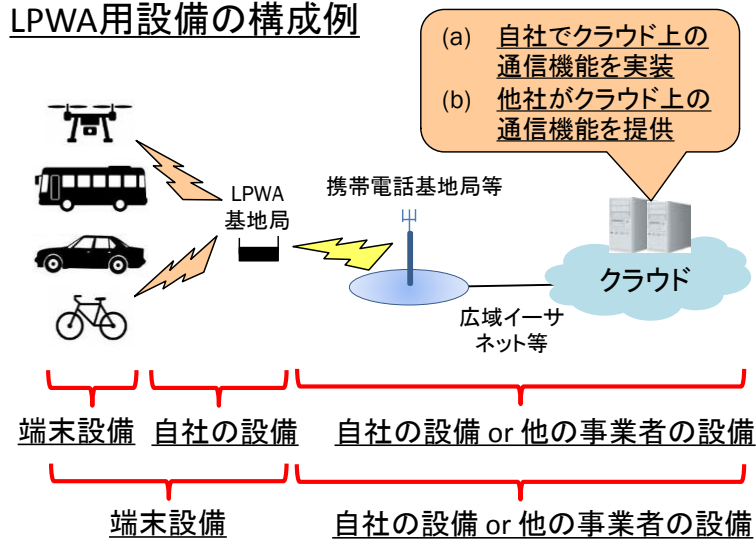 LPWA用設備の構成例
(a) 自社でクラウド上の
通信機能を実装
(b) 他社がクラウド上の
通信機能を提供
LPWA
基地局
携帯電話基地局等
クラウド
広域イーサ
ネット等
端末設備 自社の設備 自社の設備 or 他の事業者の設備
端末設備 自社の設備 or 他の事業者の設備